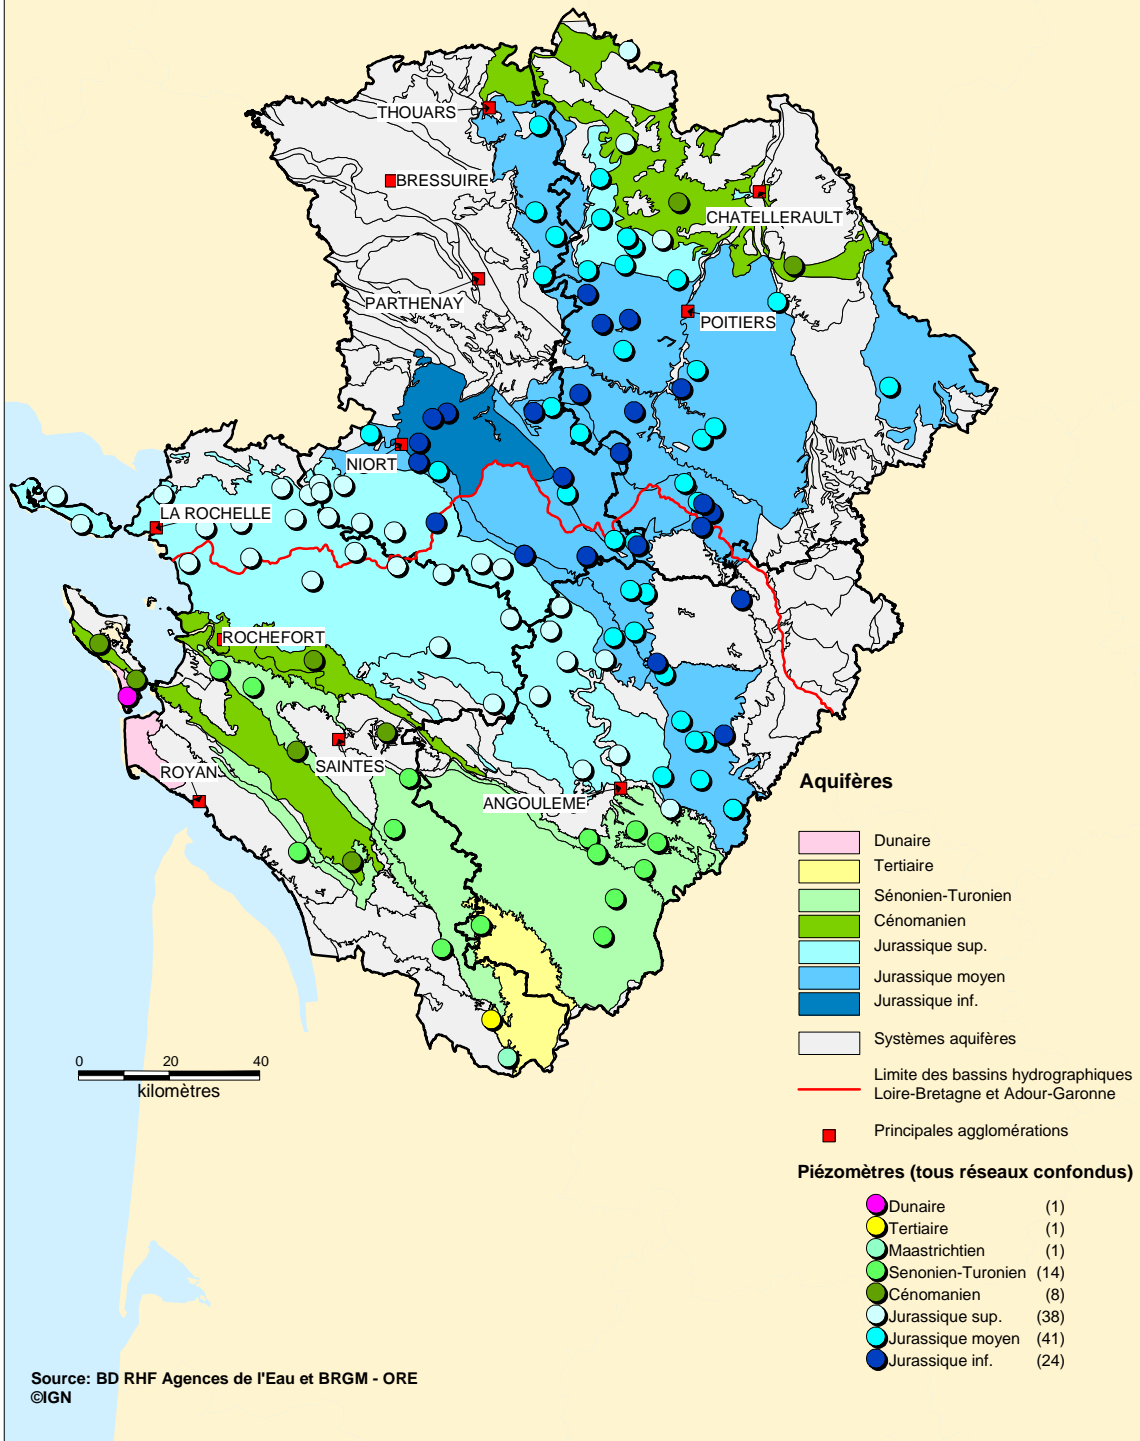 THOUARS
BRESSUIRE
CHATELLERAULT
PARTHENAY
POITIERS
NIORT
LA ROCHELLE
ROCHEFORT
SAINTES
ROYAN
ANGOULEME
0 20 40
kilomètres
Aquifères
Dunaire
Tertiaire
Sénonien-Turonien
Cénomanien
Jurassique sup.
Jurassique moyen
Jurassique inf.
Systèmes aquifères
Limite des bassins hydrographiques
Loire-Bretagne et Adour-Garonne
Principales agglomérations
Piézomètres (tous réseaux confondus)
Dunaire (1)
Tertiaire (1)
Maastrichtien (1)
Senonien-Turonien (14)
Cénomanien (8)
Jurassique sup. (38)
Jurassique moyen (41)
Jurassique inf. (24)
Source: BD RHF Agences de l'Eau et BRGM - ORE
©IGN